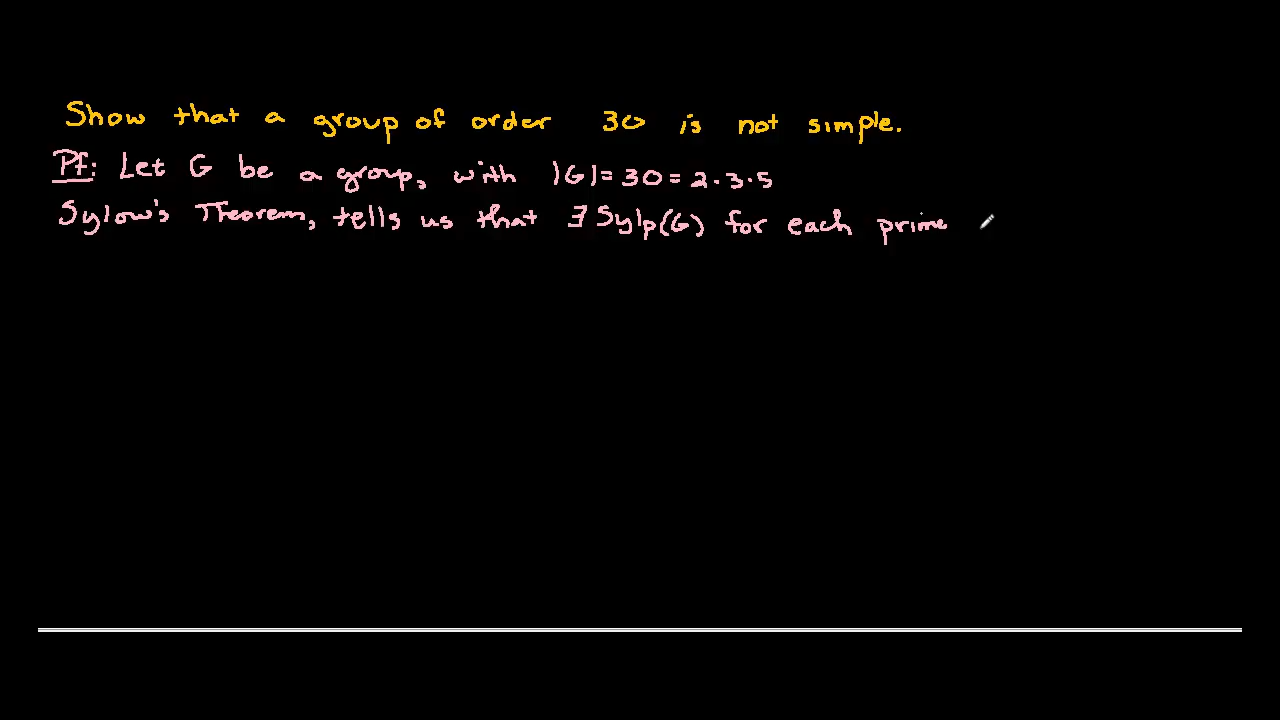 Show that a group of order 30 is not simple.
Pf: Let G be a group, with |G| = 30 = 2·3·5
Sylow's Theorem, tells us that ∃ Sylp(G) for each prime